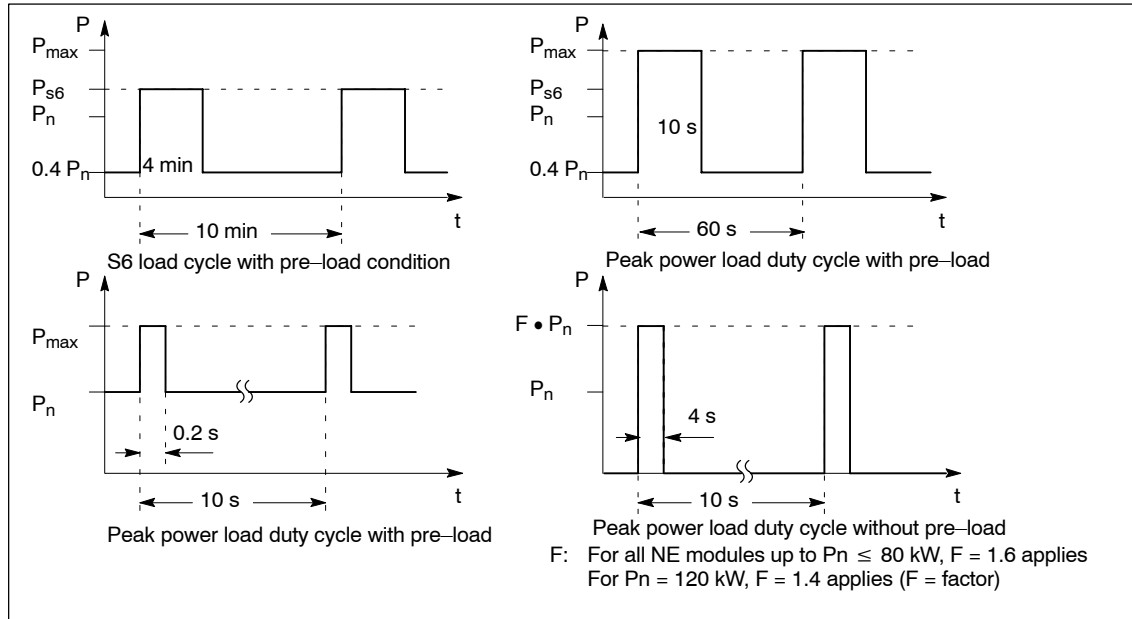 P
P_max
P_s6
P_n
0.4 P_n
4 min
t
10 min
S6 load cycle with pre–load condition
P
P_max
P_s6
P_n
0.4 P_n
10 s
t
60 s
Peak power load duty cycle with pre–load
P
P_max
P_n
0.2 s
t
10 s
Peak power load duty cycle with pre–load
P
F • P_n
P_n
4 s
t
10 s
Peak power load duty cycle without pre–load
F: For all NE modules up to Pn ≤ 80 kW, F = 1.6 applies
For Pn = 120 kW, F = 1.4 applies (F = factor)